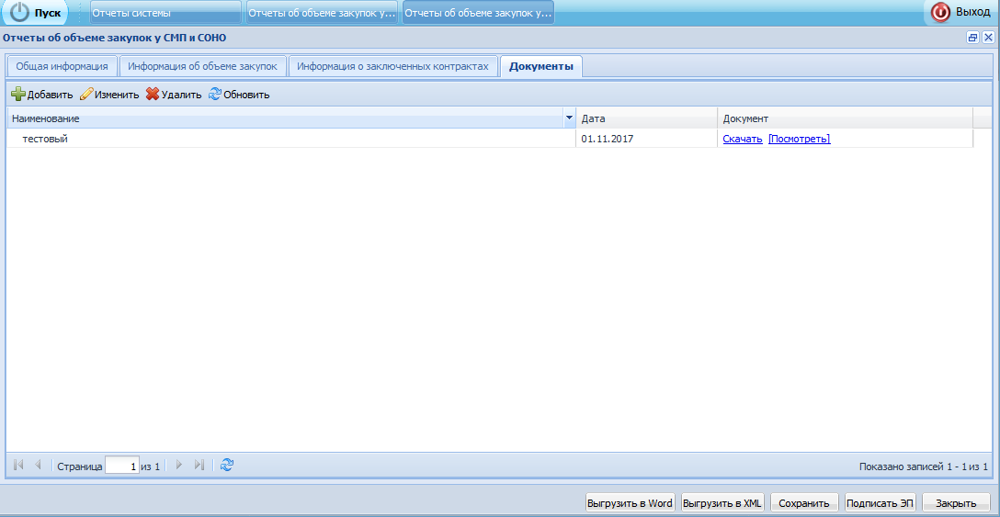 Пуск Отчеты системы Отчеты об объеме закупок у... Отчеты об объеме закупок у... Выход
Отчеты об объеме закупок у СМП и СОНО
Общая информация Информация об объеме закупок Информация о заключенных контрактах Документы
Добавить Изменить Удалить Обновить
Наименование Дата Документ
тестовый 01.11.2017 Скачать [Посмотреть]
Страница 1 из 1 Показано записей 1 - 1 из 1
Выгрузить в Word Выгрузить в XML Сохранить Подписать ЭП Закрыть